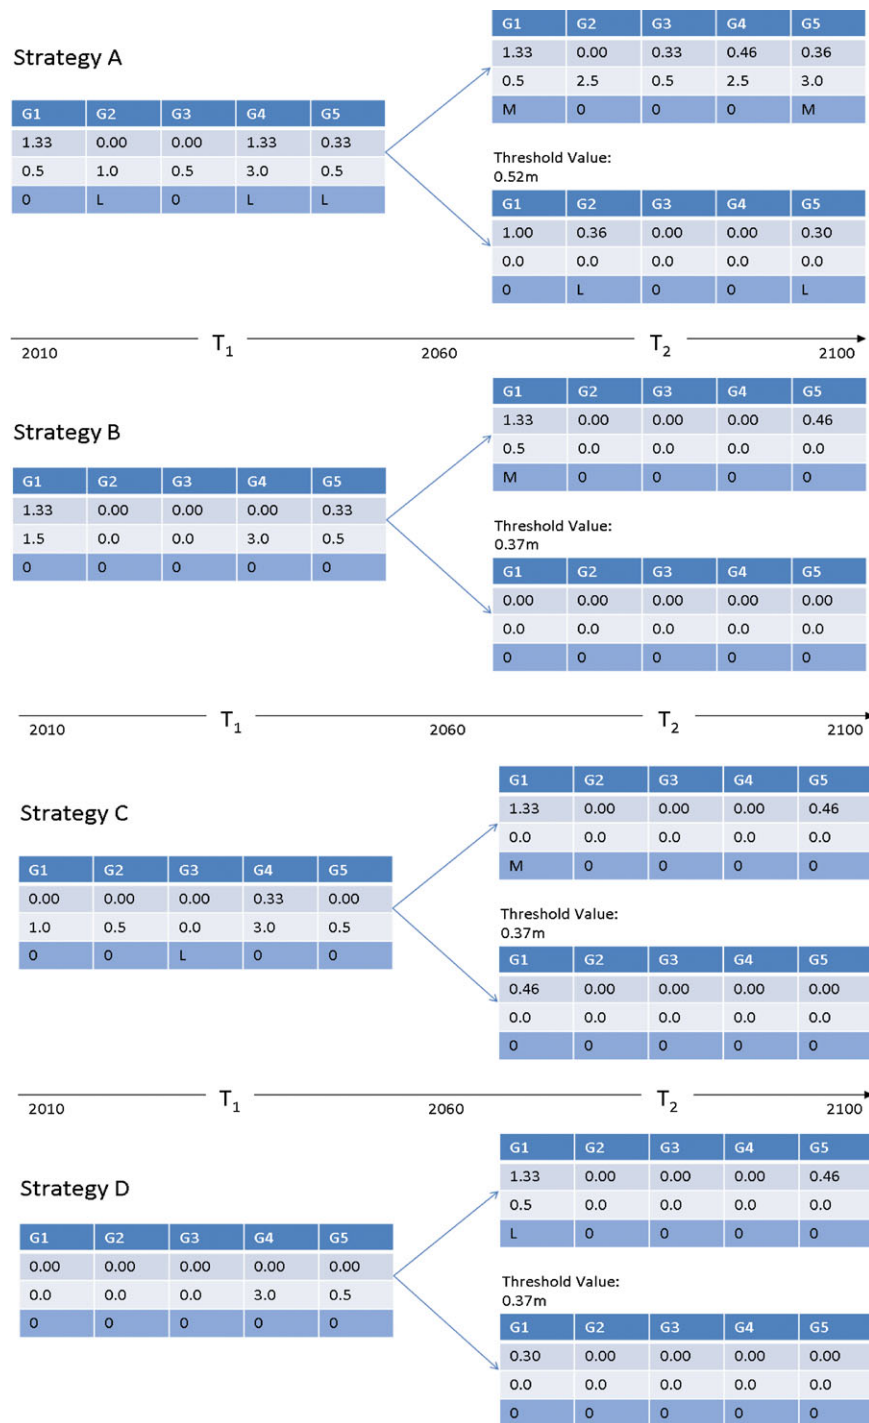 Strategy A
G1 G2 G3 G4 G5
1.33 0.00 0.00 1.33 0.33
0.5 1.0 0.5 3.0 0.5
0 L 0 L L
G1 G2 G3 G4 G5
1.33 0.00 0.33 0.46 0.36
0.5 2.5 0.5 2.5 3.0
M 0 0 0 M
Threshold Value:
0.52m
G1 G2 G3 G4 G5
1.00 0.36 0.00 0.00 0.30
0.0 0.0 0.0 0.0 0.0
0 L 0 0 L
2010 T1 2060 T2 2100
Strategy B
G1 G2 G3 G4 G5
1.33 0.00 0.00 0.00 0.33
1.5 0.0 0.0 3.0 0.5
0 0 0 0 0
G1 G2 G3 G4 G5
1.33 0.00 0.00 0.00 0.46
0.5 0.0 0.0 0.0 0.0
M 0 0 0 0
Threshold Value:
0.37m
G1 G2 G3 G4 G5
0.00 0.00 0.00 0.00 0.00
0.0 0.0 0.0 0.0 0.0
0 0 0 0 0
2010 T1 2060 T2 2100
Strategy C
G1 G2 G3 G4 G5
0.00 0.00 0.00 0.33 0.00
1.0 0.5 0.0 3.0 0.5
0 0 L 0 0
G1 G2 G3 G4 G5
1.33 0.00 0.00 0.00 0.46
0.0 0.0 0.0 0.0 0.0
M 0 0 0 0
Threshold Value:
0.37m
G1 G2 G3 G4 G5
0.46 0.00 0.00 0.00 0.00
0.0 0.0 0.0 0.0 0.0
0 0 0 0 0
2010 T1 2060 T2 2100
Strategy D
G1 G2 G3 G4 G5
0.00 0.00 0.00 0.00 0.00
0.0 0.0 0.0 3.0 0.5
0 0 0 0 0
G1 G2 G3 G4 G5
1.33 0.00 0.00 0.00 0.46
0.5 0.0 0.0 0.0 0.0
L 0 0 0 0
Threshold Value:
0.37m
G1 G2 G3 G4 G5
0.30 0.00 0.00 0.00 0.00
0.0 0.0 0.0 0.0 0.0
0 0 0 0 0